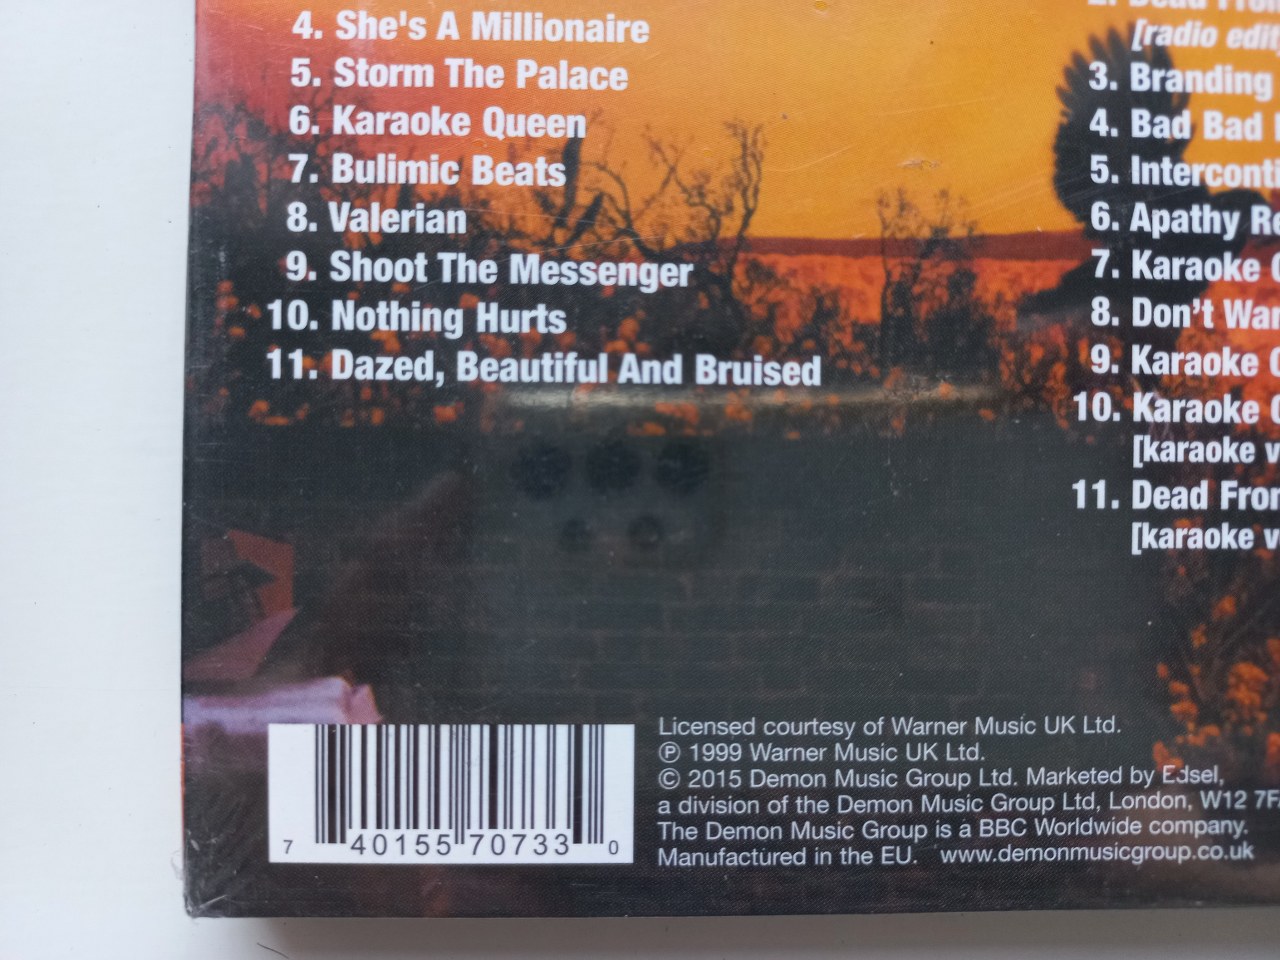 4. She's A Millionaire
5. Storm The Palace
6. Karaoke Queen
7. Bulimic Beats
8. Valerian
9. Shoot The Messenger
10. Nothing Hurts
11. Dazed, Beautiful And Bruised
2. Dead From
[radio edit
3. Branding
4. Bad Bad
5. Interconti
6. Apathy Re
7. Karaoke
8. Don't Wan
9. Karaoke
10. Karaoke
[karaoke v
11. Dead From
[karaoke v
7 40155 70733 0
Licensed courtesy of Warner Music UK Ltd.
℗ 1999 Warner Music UK Ltd.
© 2015 Demon Music Group Ltd. Marketed by Edsel,
a division of the Demon Music Group Ltd, London, W12 7F
The Demon Music Group is a BBC Worldwide company.
Manufactured in the EU. www.demonmusicgroup.co.uk